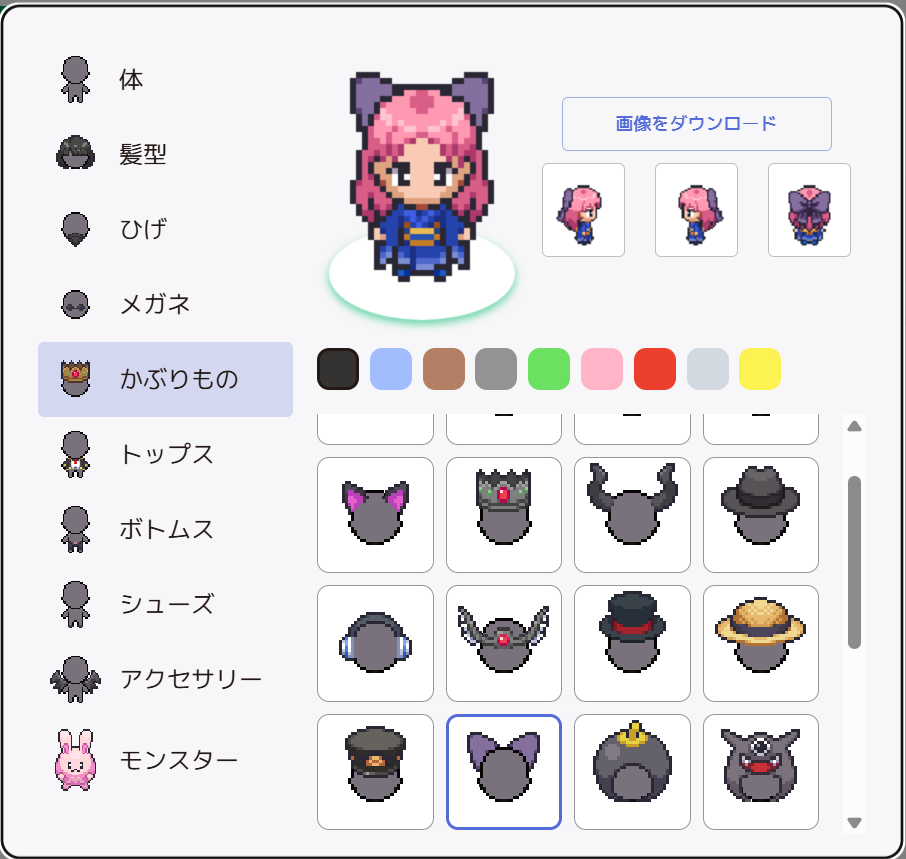 体
髪型
ひげ
メガネ
かぶりもの
トップス
ボトムス
シューズ
アクセサリー
モンスター
画像をダウンロード